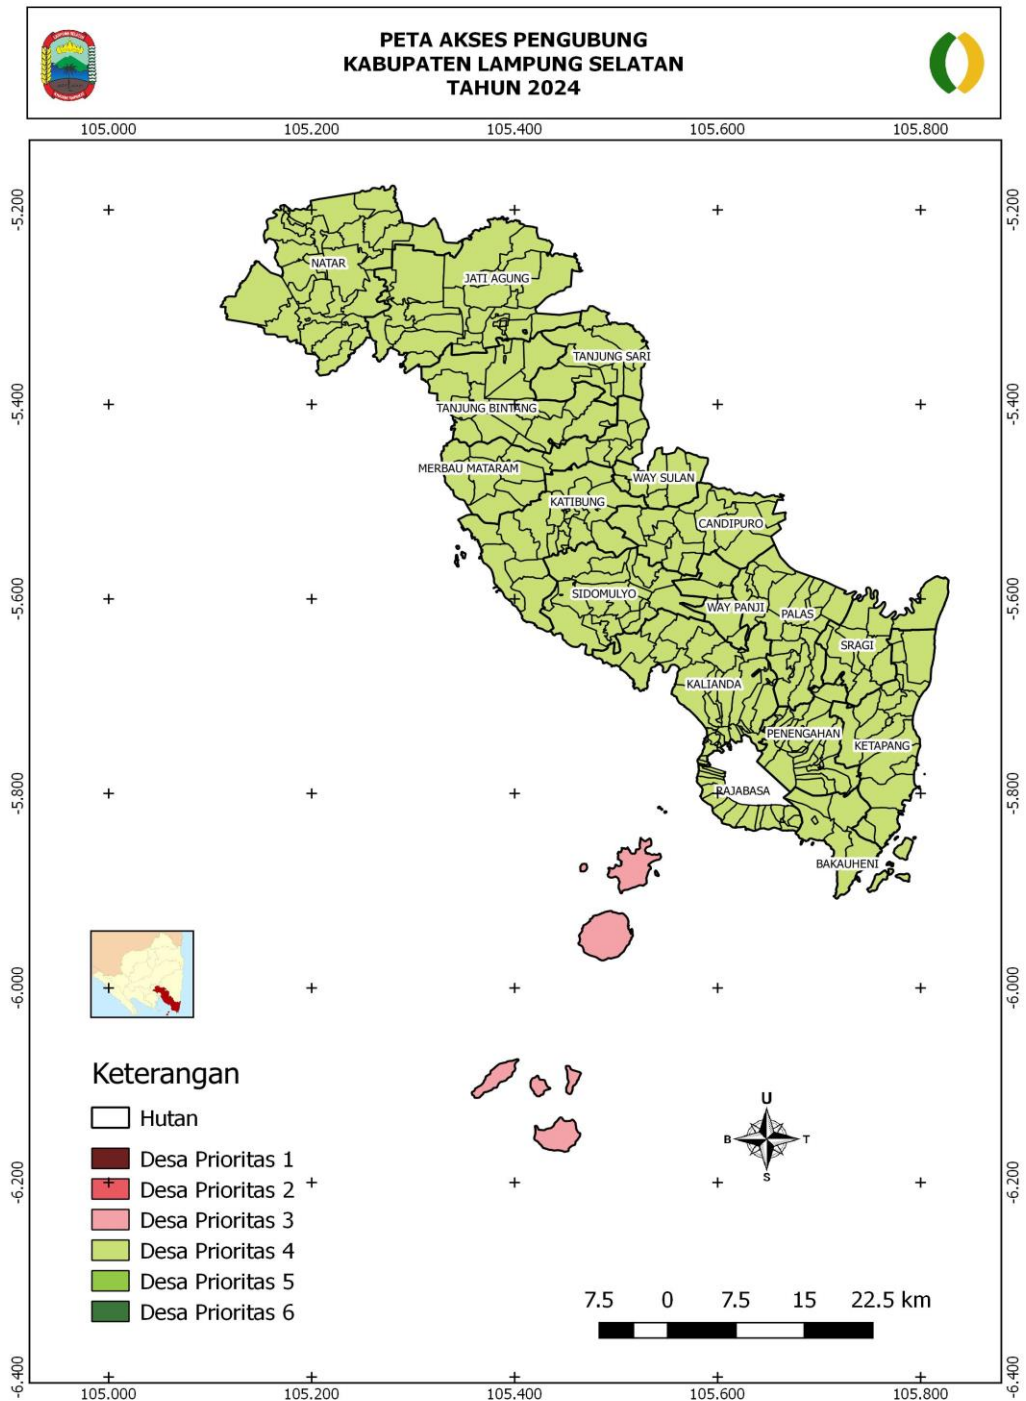 PETA AKSES PENGUBUNG
KABUPATEN LAMPUNG SELATAN
TAHUN 2024
LAMPUNG SELATAN
105.000 105.200 105.400 105.600 105.800
-5.200 -5.200
NATAR
JATI AGUNG
TANJUNG SARI
-5.400 -5.400
TANJUNG BINTANG
MERBAU MATARAM
WAY SULAN
KATIBUNG
CANDIPURO
-5.600 -5.600
SIDOMULYO
WAY PANJI
PALAS
SRAGI
KALIANDA
PENENGAHAN
KETAPANG
-5.800 -5.800
RAJABASA
BAKAUHENI
-6.000 -6.000
Keterangan
Hutan
Desa Prioritas 1
Desa Prioritas 2
Desa Prioritas 3
Desa Prioritas 4
Desa Prioritas 5
Desa Prioritas 6
U
B T
S
-6.200 -6.200
7.5 0 7.5 15 22.5 km
-6.400 -6.400
105.000 105.200 105.400 105.600 105.800